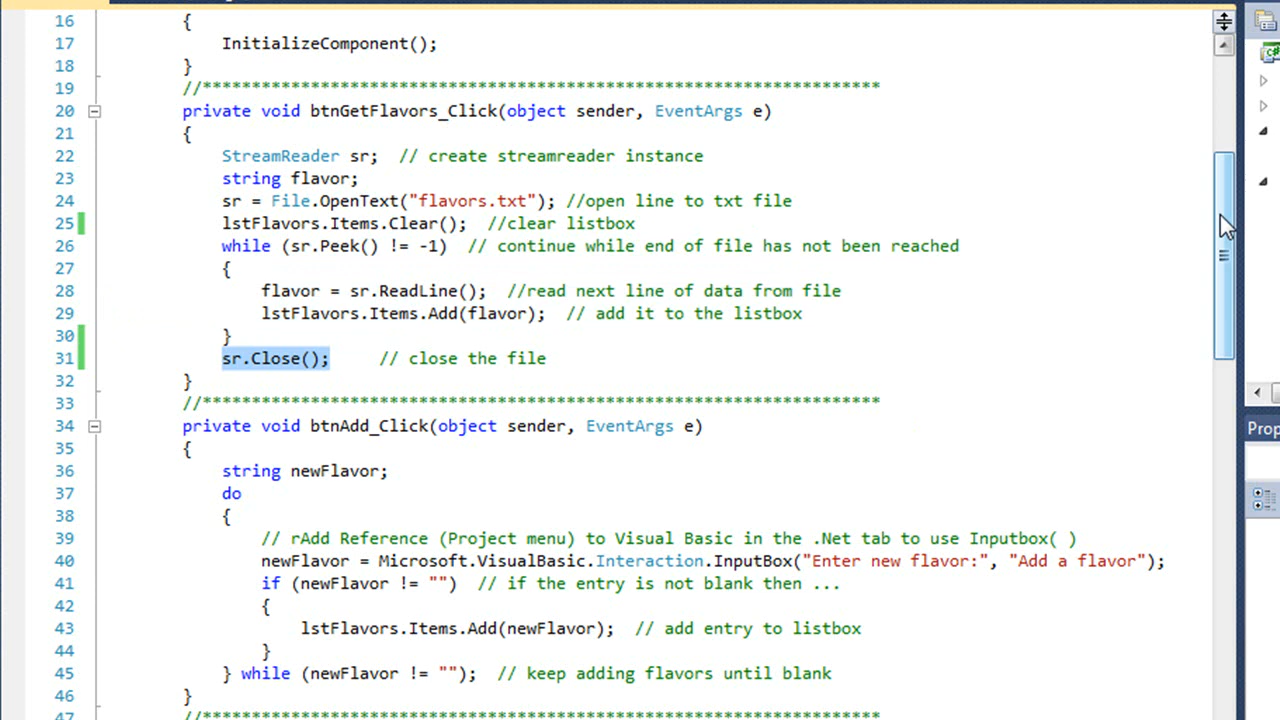 16 {
17 InitializeComponent();
18 }
19 //*********************************************************************
20 private void btnGetFlavors_Click(object sender, EventArgs e)
21 {
22 StreamReader sr;  // create streamreader instance
23 string flavor;
24 sr = File.OpenText("flavors.txt"); //open line to txt file
25 lstFlavors.Items.Clear();  //clear listbox
26 while (sr.Peek() != -1)  // continue while end of file has not been reached
27 {
28 flavor = sr.ReadLine();  //read next line of data from file
29 lstFlavors.Items.Add(flavor);  // add it to the listbox
30 }
31 sr.Close();     // close the file
32 }
33 //*********************************************************************
34 private void btnAdd_Click(object sender, EventArgs e)
35 {
36 string newFlavor;
37 do
38 {
39 // rAdd Reference (Project menu) to Visual Basic in the .Net tab to use Inputbox( )
40 newFlavor = Microsoft.VisualBasic.Interaction.InputBox("Enter new flavor:", "Add a flavor");
41 if (newFlavor != "")  // if the entry is not blank then ...
42 {
43 lstFlavors.Items.Add(newFlavor);  // add entry to listbox
44 }
45 } while (newFlavor != "");  // keep adding flavors until blank
46 }
47 //*********************************************************************
C#
Prop